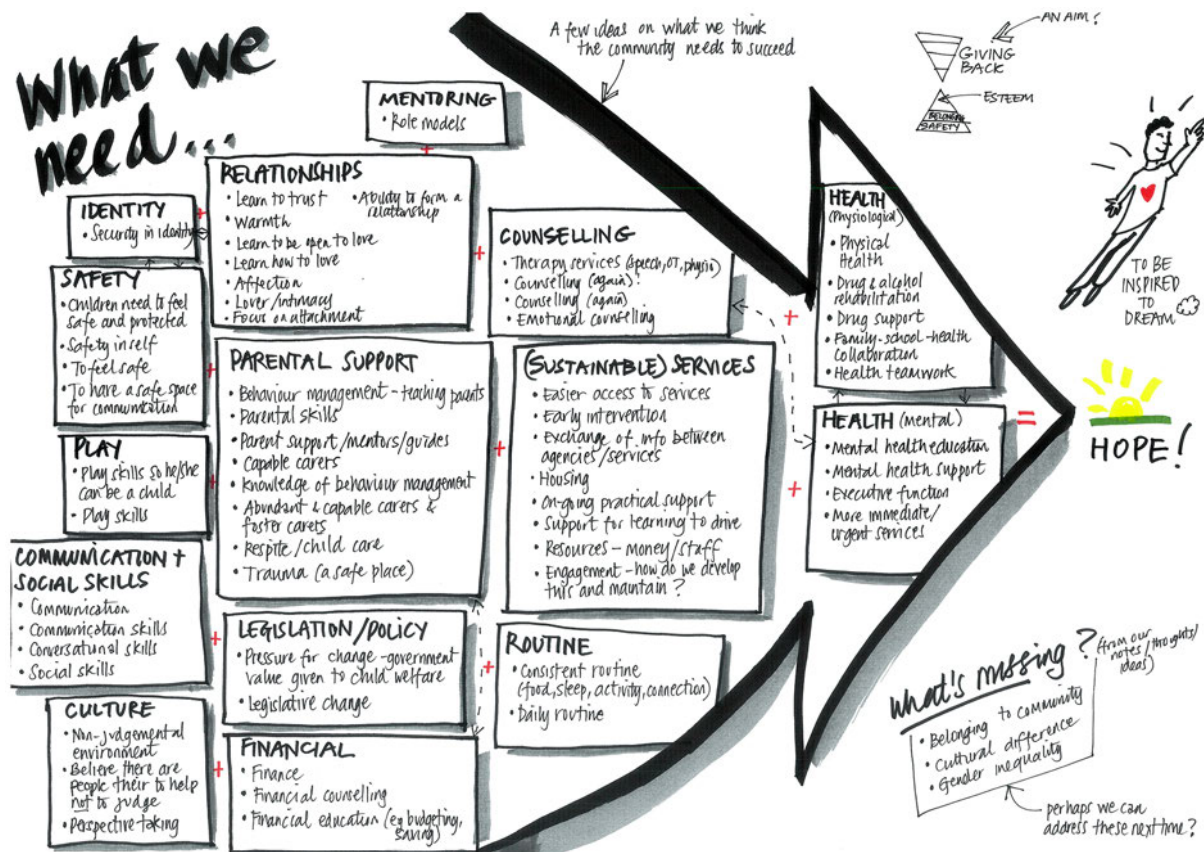 What we
need...
A few ideas on what we think
the community needs to succeed
AN AIM?
GIVING
BACK
ESTEEM
BELONGING
SAFETY
MENTORING
• Role models
RELATIONSHIPS
• Learn to trust
• Ability to form a
relationship
• Warmth
• Learn to be open to love
• Learn how to love
• Affection
• Lover/intimacy
• Focus on attachment
IDENTITY
• Security in identity
SAFETY
• Children need to feel
safe and protected
• Safety in self
• To feel safe
• To have a safe space
for communication
PLAY
• Play skills so he/she
can be a child
• Play skills
COMMUNICATION +
SOCIAL SKILLS
• Communication
• Communication skills
• Conversational skills
• Social skills
CULTURE
• Non-judgemental
environment
• Believe there are
people their to help
not to judge
• Perspective taking
PARENTAL SUPPORT
• Behaviour management - teaching parents
• Parental skills
• Parent support/mentors/guides
• Capable carers
• Knowledge of behaviour management
• Abundant & capable carers &
foster carers
• Respite/child care
• Trauma (a safe place)
LEGISLATION/POLICY
• Pressure for change - government
value given to child welfare
• Legislative change
FINANCIAL
• Finance
• Financial counselling
• Financial education (eg budgeting,
saving)
COUNSELLING
• Therapy services (speech, OT, physio)
• Counselling (again)!
• Counselling (again)
• Emotional counselling
(SUSTAINABLE) SERVICES
• Easier access to services
• Early intervention
• Exchange of info between
agencies/services
• Housing
• On-going practical support
• Support for learning to drive
• Resources - money/staff
• Engagement - how do we develop
this and maintain?
ROUTINE
• Consistent routine
(food, sleep, activity, connection)
• Daily routine
HEALTH
(Physiological)
• Physical
Health
• Drug & alcohol
rehabilitation
• Drug support
• Family-school-health
collaboration
• Health teamwork
HEALTH (mental)
• Mental health education
• Mental health support
• Executive function
• More immediate/
urgent services
=
TO BE
INSPIRED
TO
DREAM
HOPE!
What's missing?
(from our
notes/thoughts/
ideas)
• Belonging to community
• Cultural difference
• Gender inequality
perhaps we can
address these next time?